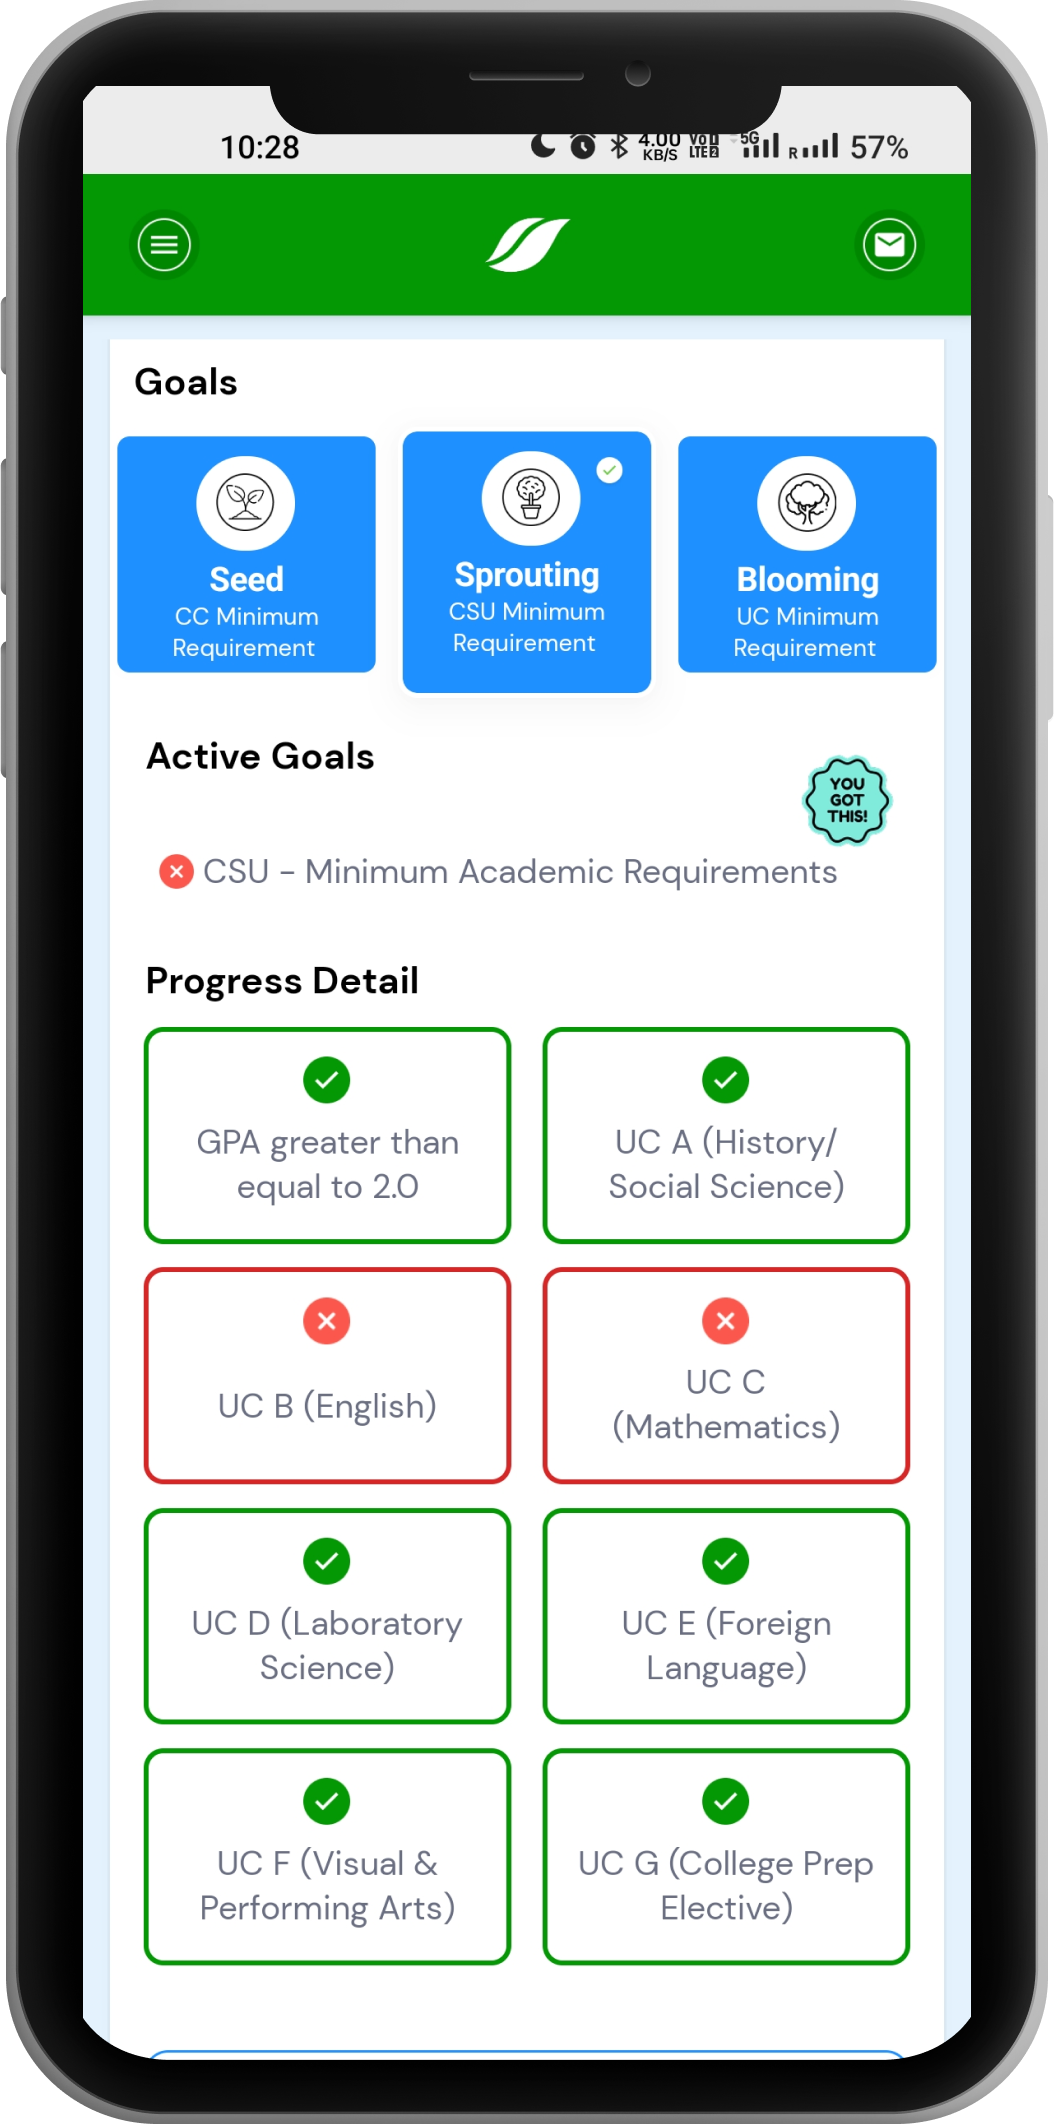 10:28
4.00
KB/S
VoD
LTE2
5G
R
57%
Goals
Seed
CC Minimum
Requirement
Sprouting
CSU Minimum
Requirement
Blooming
UC Minimum
Requirement
Active Goals
YOU
GOT
THIS!
CSU - Minimum Academic Requirements
Progress Detail
GPA greater than
equal to 2.0
UC A (History/
Social Science)
UC B (English)
UC C
(Mathematics)
UC D (Laboratory
Science)
UC E (Foreign
Language)
UC F (Visual &
Performing Arts)
UC G (College Prep
Elective)